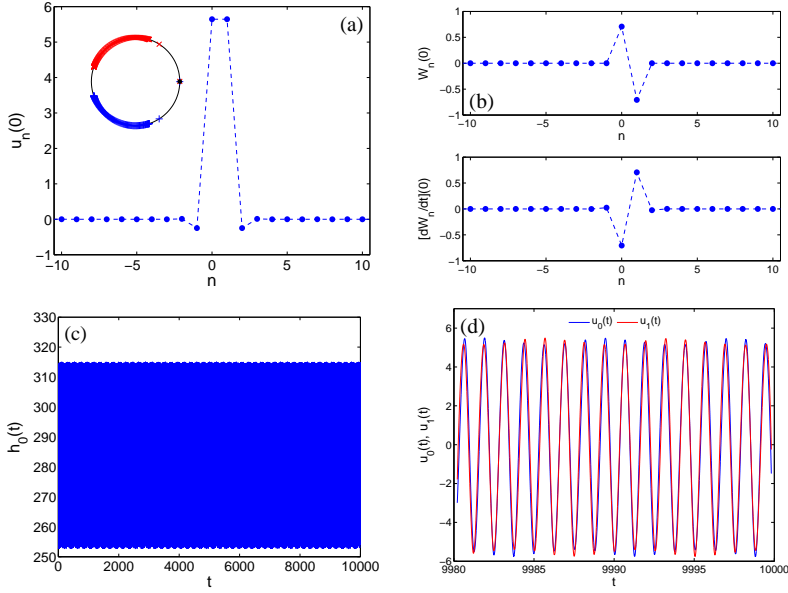 (a)
6
5
4
3
2
1
0
−1
u_n(0)
−10 −5 0 5 10
n
1
0.5
0
−0.5
−1
W_n(0)
(b)
−10 −5 0 5 10
n
1
0.5
0
−0.5
−1
[dW_n/dt](0)
−10 −5 0 5 10
n
(c)
330
320
310
300
290
280
270
260
250
h_0(t)
0 2000 4000 6000 8000 10000
t
(d)
u_0(t) u_1(t)
6
4
2
0
−2
−4
−6
u_0(t), u_1(t)
9980 9985 9990 9995 10000
t